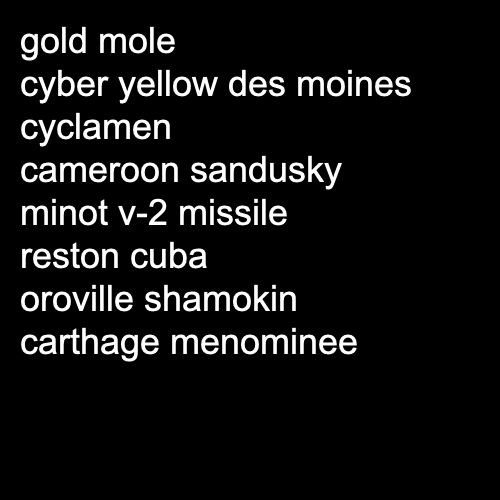 gold mole
cyber yellow des moines
cyclamen
cameroon sandusky
minot v-2 missile
reston cuba
oroville shamokin
carthage menominee